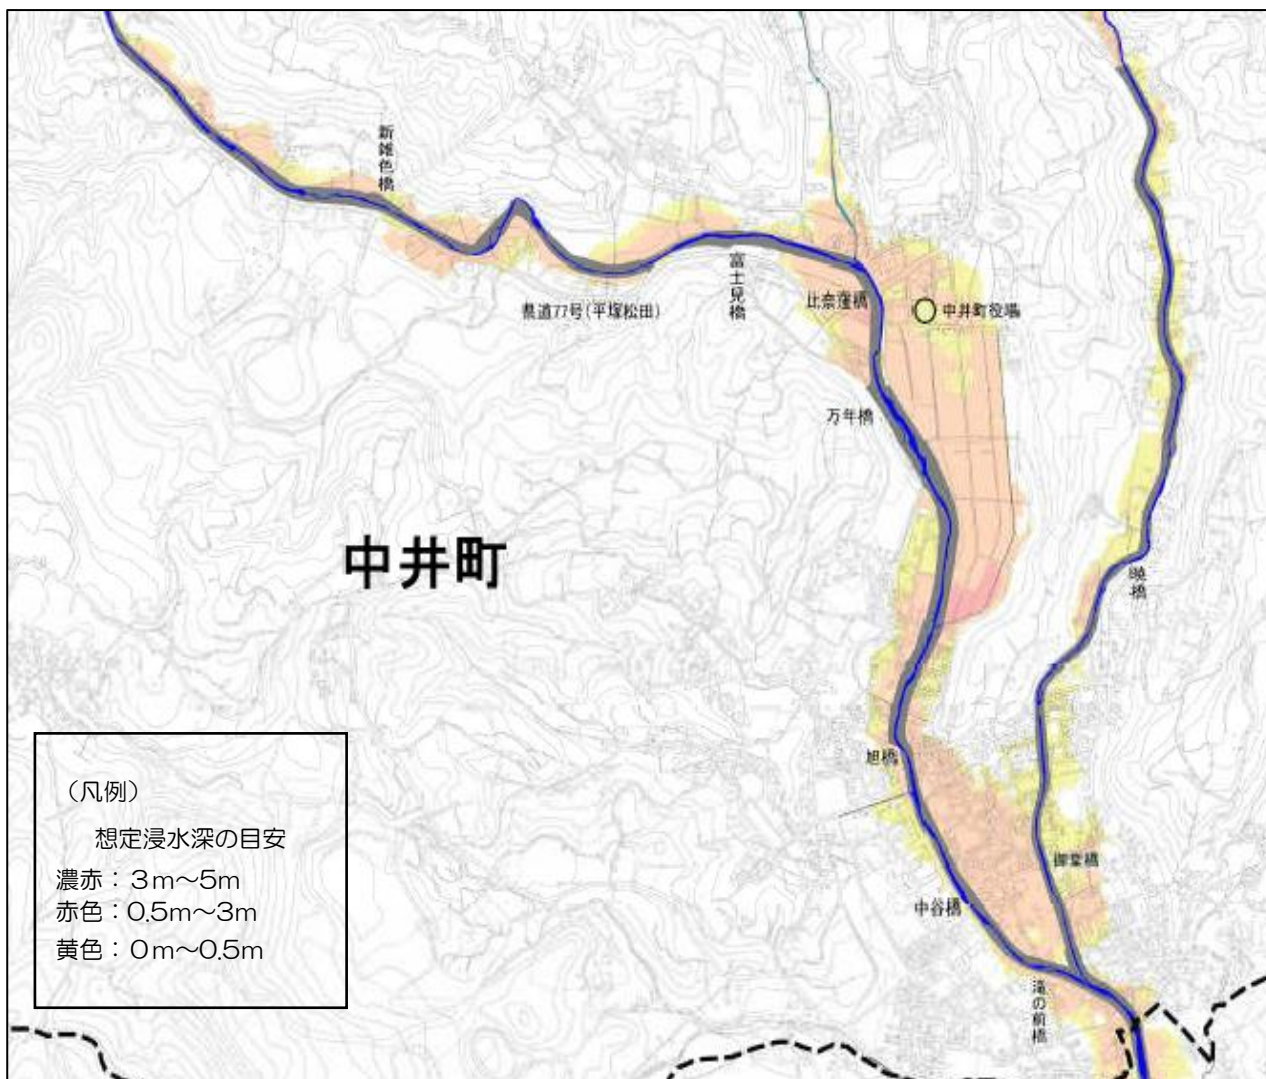 新雑色橋
県道77号(平塚松田)
富士見橋
比奈窪橋
中井町役場
万年橋
中井町
暁橋
旭橋
御堂橋
中谷橋
滝の前橋
(凡例)
想定浸水深の目安
濃赤：3m～5m
赤色：0.5m～3m
黄色：0m～0.5m